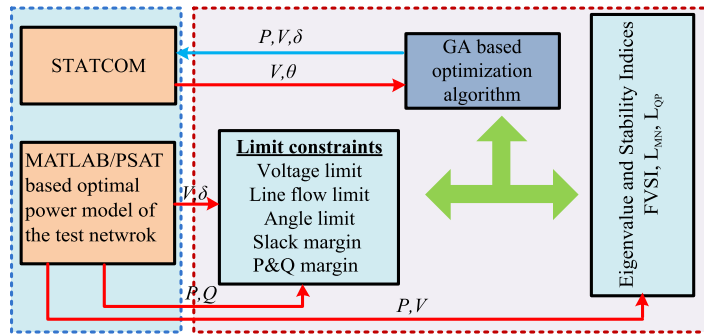 STATCOM
P,V,δ
V,θ
GA based
optimization
algorithm
MATLAB/PSAT
based optimal
power model of
the test netwrok
V,δ
Limit constraints
Voltage limit
Line flow limit
Angle limit
Slack margin
P&Q margin
P,Q
P,V
Eigenvalue and Stability Indices
FVSI, LMN, LQP